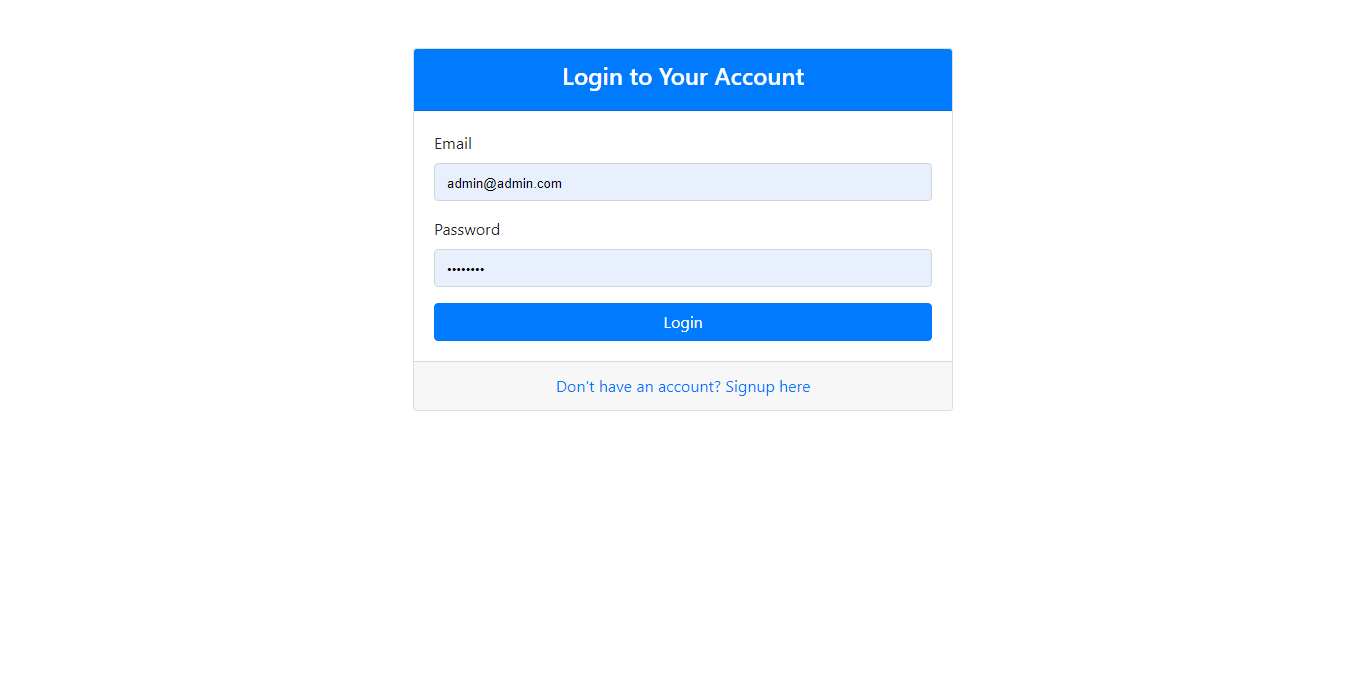 Login to Your Account
Email
admin@admin.com
Password
••••••••
Login
Don't have an account? Signup here